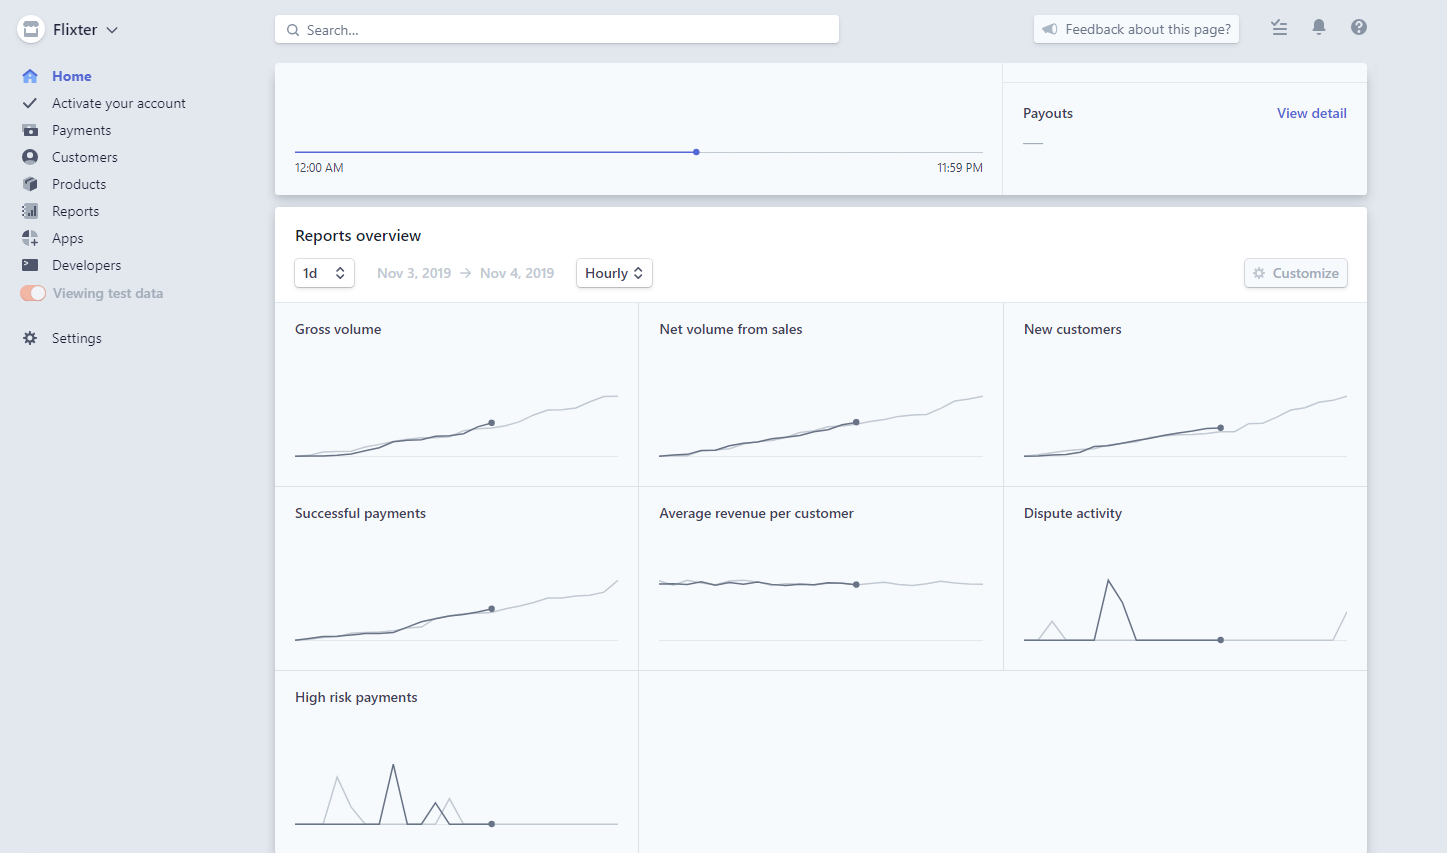 Flixter
Search...
Feedback about this page?
Home
Activate your account
Payments
Customers
Products
Reports
Apps
Developers
Viewing test data
Settings
Payouts
View detail
—
12:00 AM
11:59 PM
Reports overview
1d
Nov 3, 2019 → Nov 4, 2019
Hourly
Customize
Gross volume
Net volume from sales
New customers
Successful payments
Average revenue per customer
Dispute activity
High risk payments